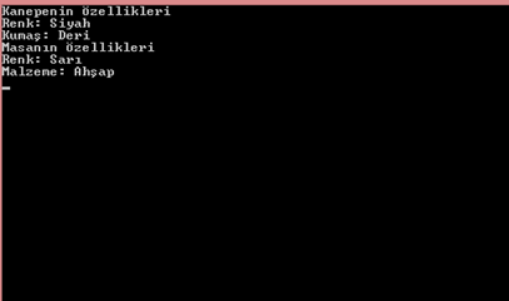 Kanepenin özellikleri
Renk: Siyah
Kumaş: Deri
Masanın özellikleri
Renk: Sarı
Malzeme: Ahşap